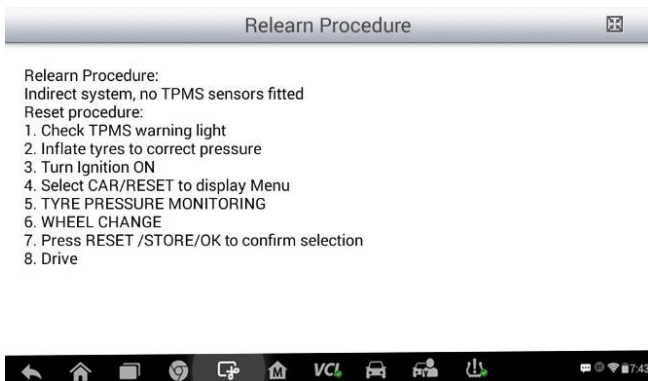 Relearn Procedure
Relearn Procedure:
Indirect system, no TPMS sensors fitted
Reset procedure:
1. Check TPMS warning light
2. Inflate tyres to correct pressure
3. Turn Ignition ON
4. Select CAR/RESET to display Menu
5. TYRE PRESSURE MONITORING
6. WHEEL CHANGE
7. Press RESET /STORE/OK to confirm selection
8. Drive
M VCI 7:43